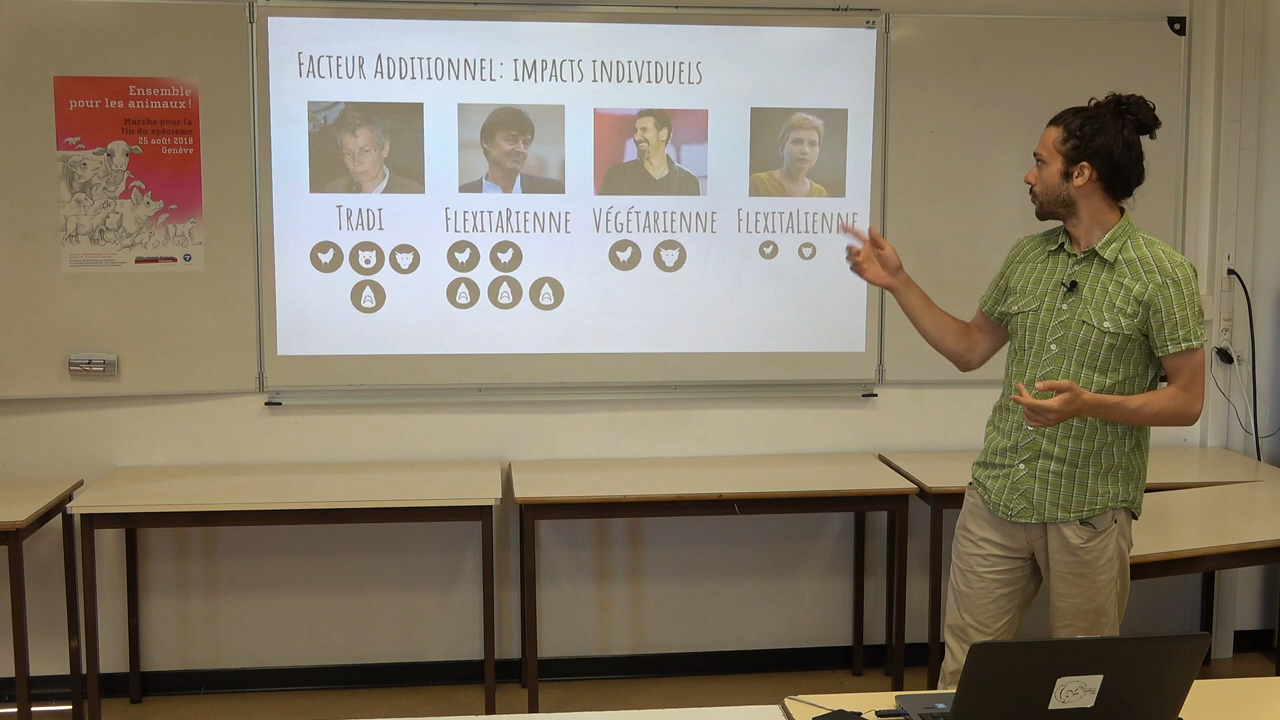 Ensemble
pour les animaux!
Marche pour la
fin du spécisme
25 août 2018
Genève
FACTEUR ADDITIONNEL: IMPACTS INDIVIDUELS
TRADI
FLEXITARIENNE
VÉGÉTARIENNE
FLEXITALIENNE